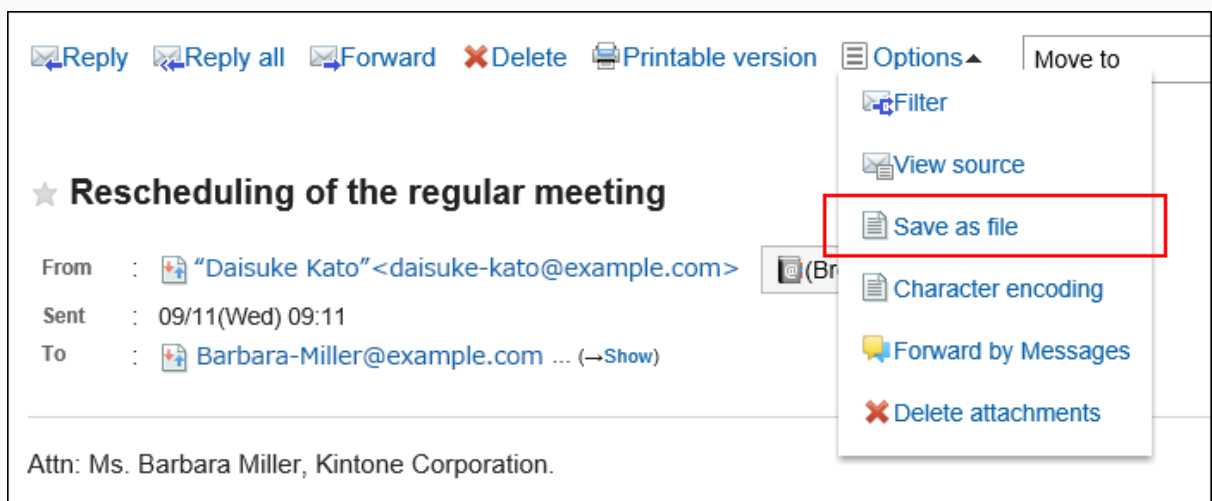 Reply Reply all Forward Delete Printable version Options▲ Move to
Filter
View source
Rescheduling of the regular meeting
Save as file
From : “Daisuke Kato”<daisuke-kato@example.com> @ (Br
Character encoding
Sent : 09/11(Wed) 09:11
To : Barbara-Miller@example.com ... (→Show)
Forward by Messages
Delete attachments
Attn: Ms. Barbara Miller, Kintone Corporation.